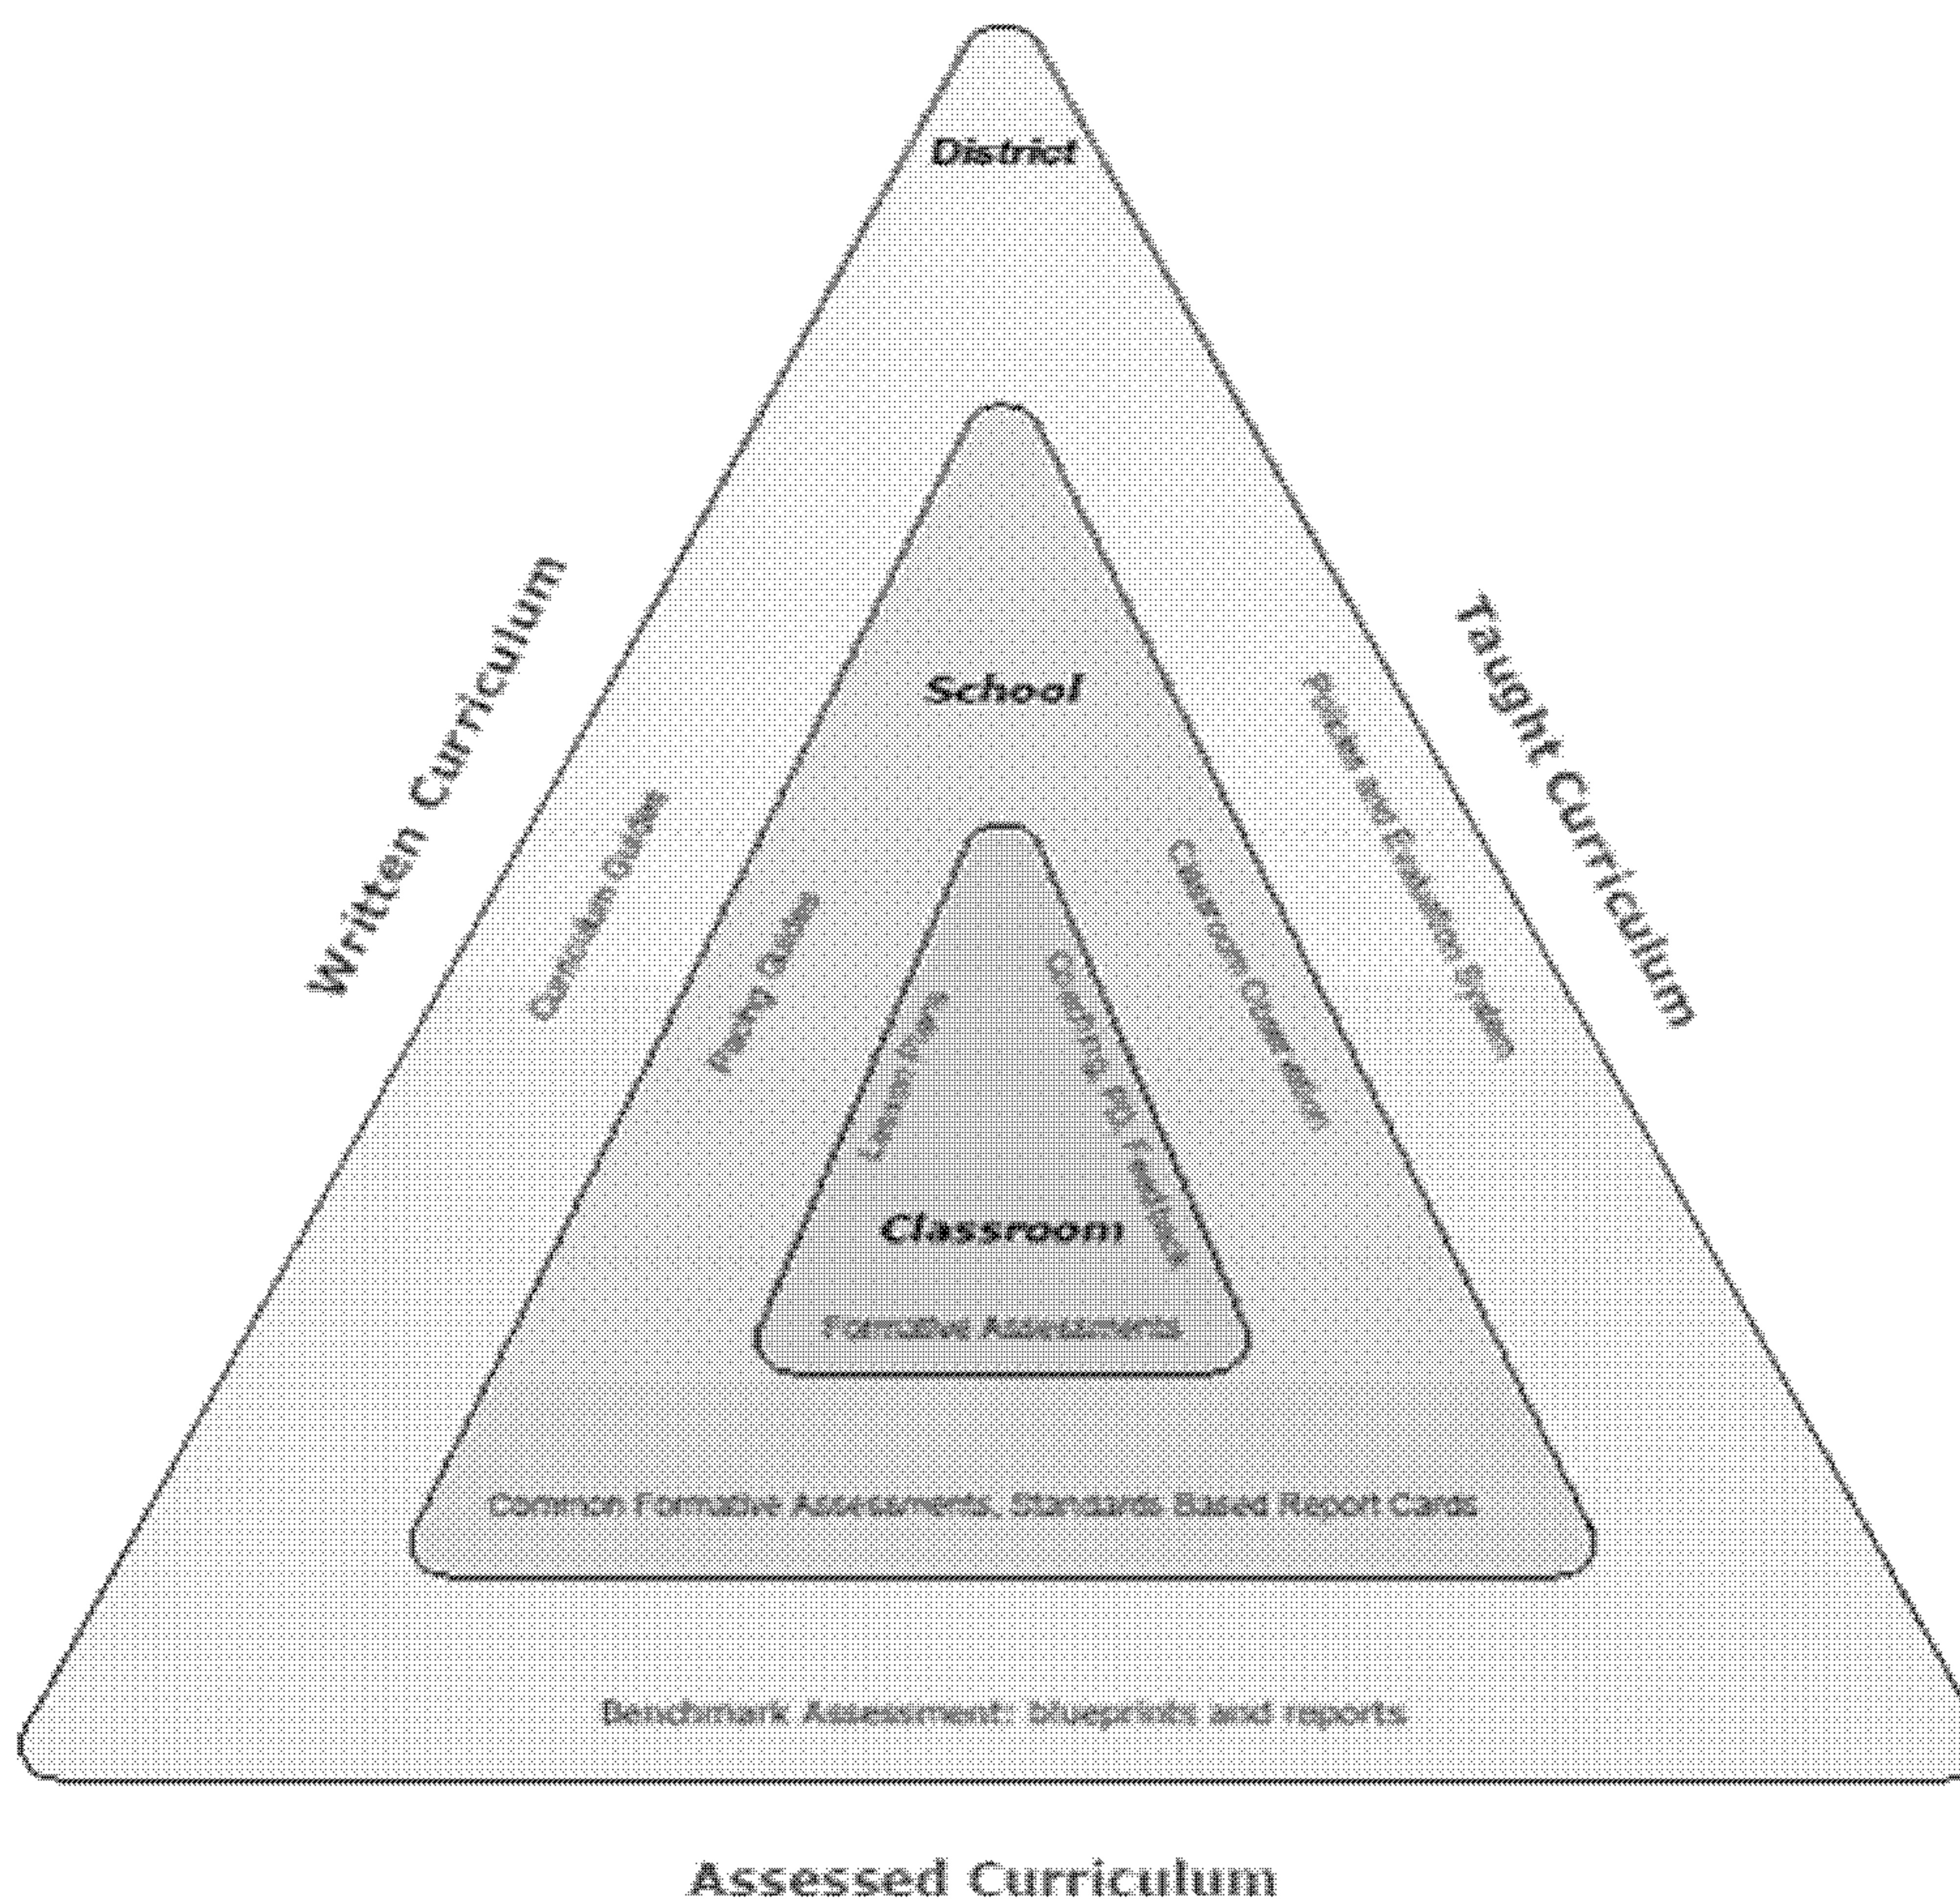 District
School
Written Curriculum
Taught Curriculum
Curriculum Guides
Policies and Evaluation System
Pacing Guides
Classroom Observations
Lesson Plans
Coaching, PD, Feedback
Classroom
Formative Assessments
Common Formative Assessments, Standards Based Report Cards
Benchmark Assessment: blueprints and reports
Assessed Curriculum